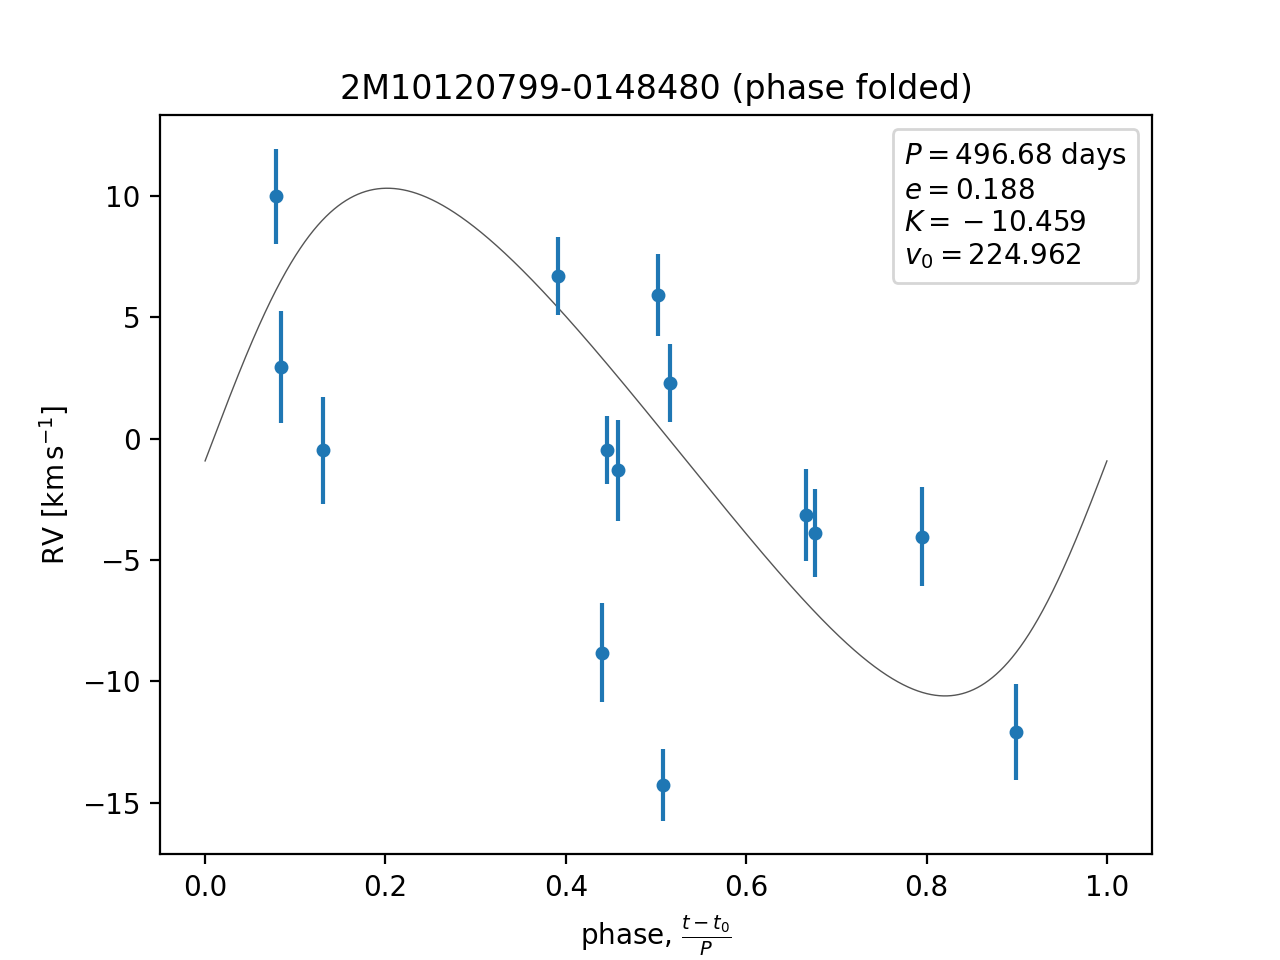 2M10120799-0148480 (phase folded)
P = 496.68 days
e = 0.188
K = − 10.459
v₀ = 224.962
10
5
0
−5
−10
−15
RV [km s⁻¹]
0.0 0.2 0.4 0.6 0.8 1.0
phase, (t − t₀)/P